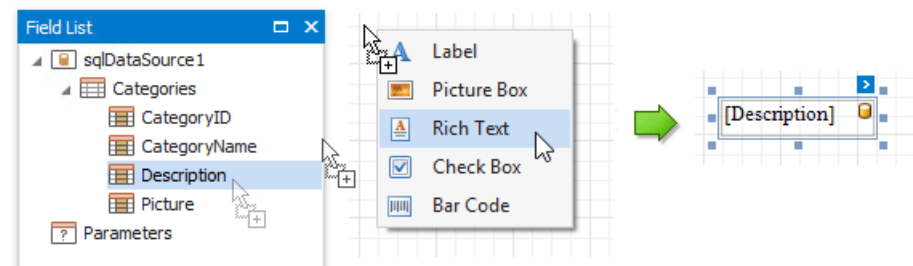 Field List
sqlDataSource1
Categories
CategoryID
CategoryName
Description
Picture
? Parameters
A Label
Picture Box
A Rich Text
Check Box
Bar Code
[Description]